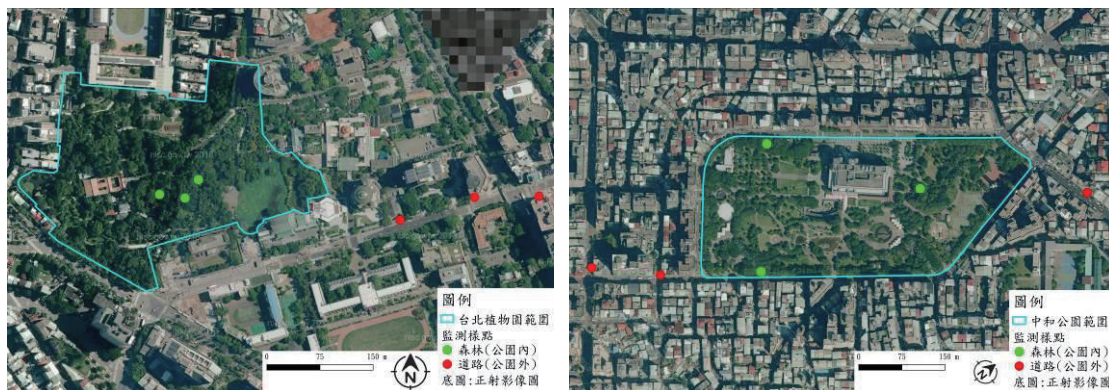 圖例
台北植物園範圍
監測樣點
森林(公園內)
道路(公園外)
底圖:正射影像圖
0 75 150 m
N
圖例
中和公園範圍
監測樣點
森林(公園內)
道路(公園外)
底圖:正射影像圖
0 75 150 m